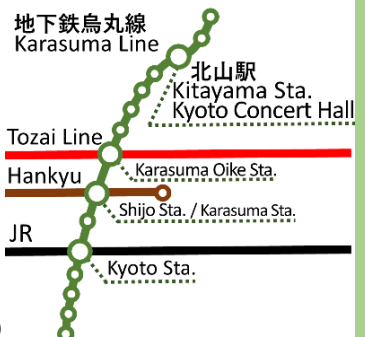 地下鉄烏丸線
Karasuma Line
北山駅
Kitayama Sta.
Kyoto Concert Hall
Tozai Line
Karasuma Oike Sta.
Hankyu
Shijo Sta. / Karasuma Sta.
JR
Kyoto Sta.